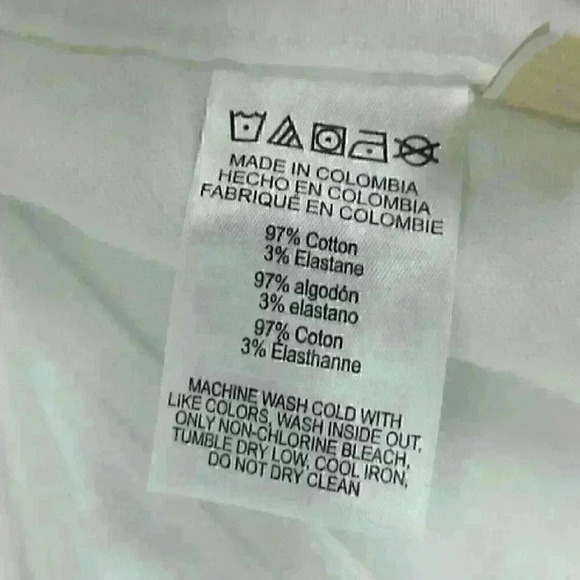 MADE IN COLOMBIA
HECHO EN COLOMBIA
FABRIQUÉ EN COLOMBIE
97% Cotton
3% Elastane
97% algodón
3% elastano
97% Coton
3% Élasthanne
MACHINE WASH COLD WITH
LIKE COLORS, WASH INSIDE OUT,
ONLY NON-CHLORINE BLEACH,
TUMBLE DRY LOW, COOL IRON,
DO NOT DRY CLEAN